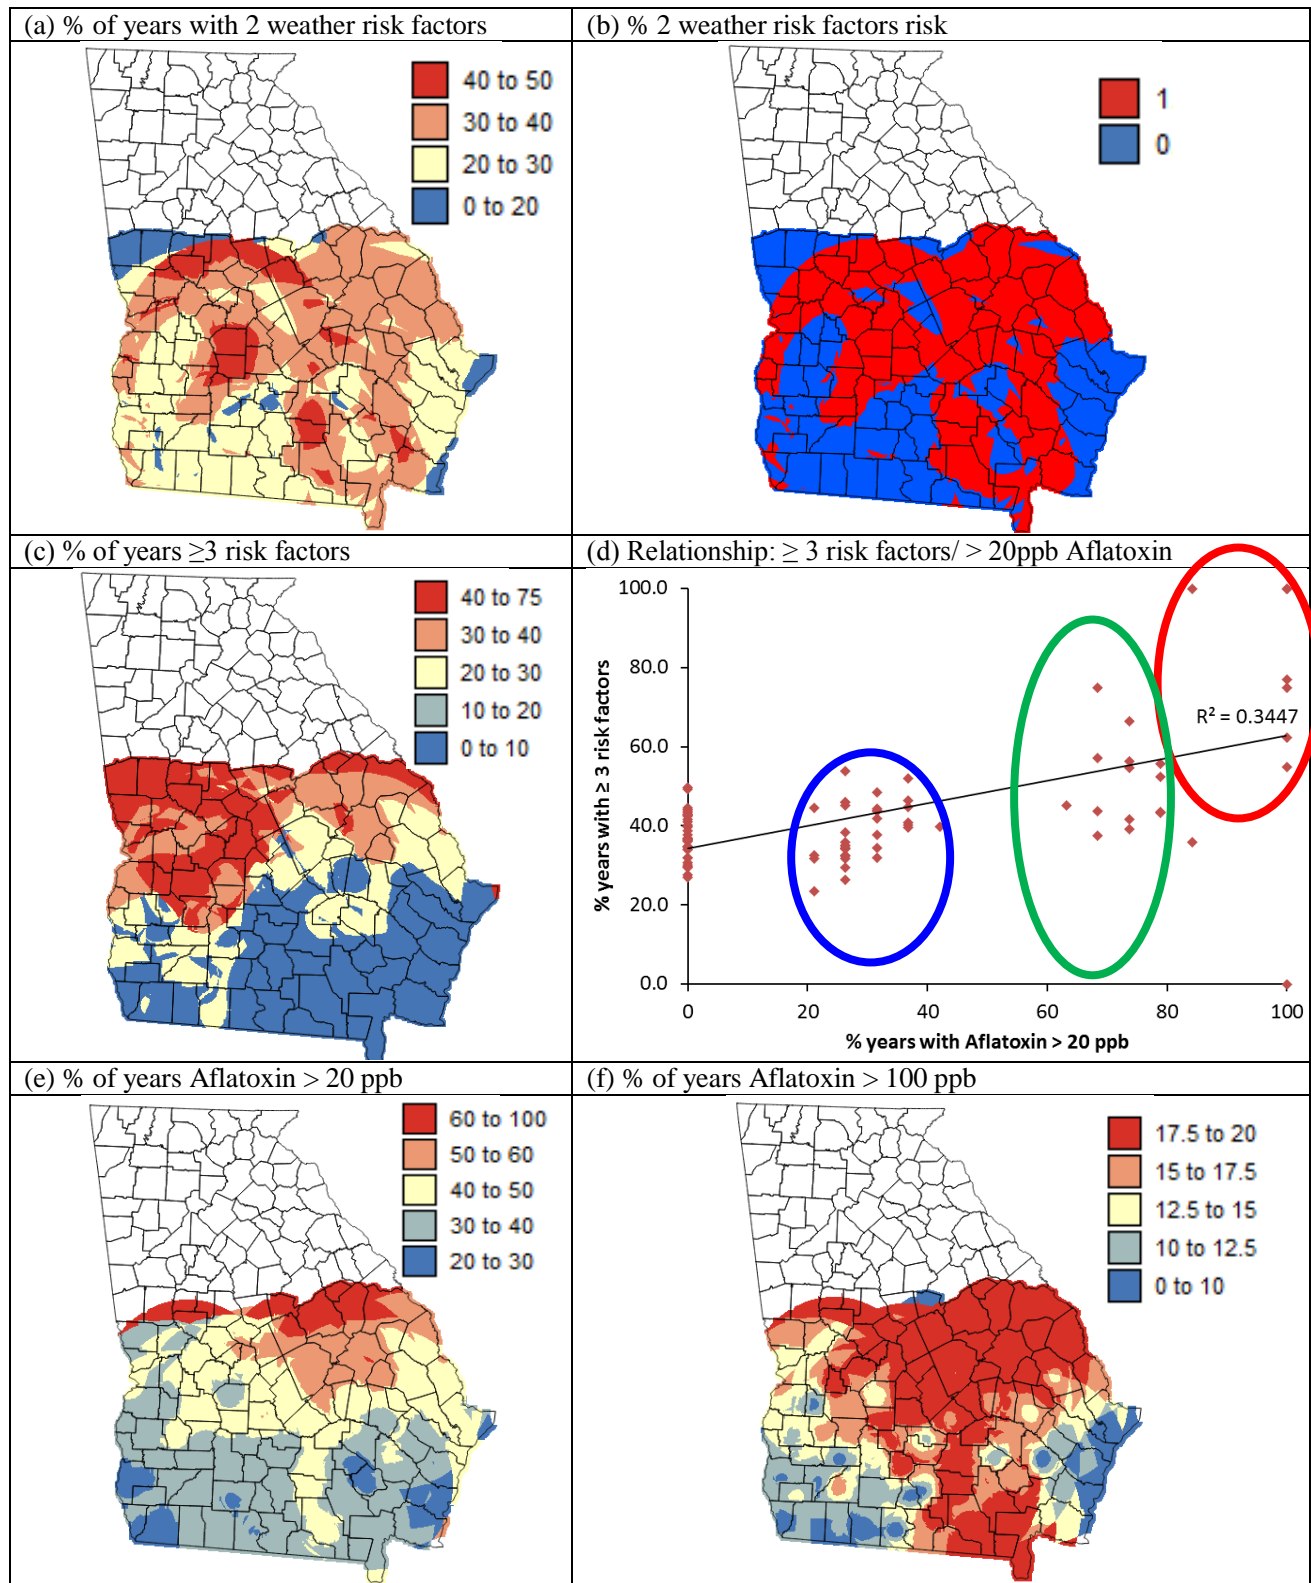 (a) % of years with 2 weather risk factors
40 to 50
30 to 40
20 to 30
0 to 20
(b) % 2 weather risk factors risk
1
0
(c) % of years ≥3 risk factors
40 to 75
30 to 40
20 to 30
10 to 20
0 to 10
(d) Relationship: ≥ 3 risk factors/ > 20ppb Aflatoxin
% years with ≥ 3 risk factors
100.0
80.0
60.0
40.0
20.0
0.0
R² = 0.3447
0 20 40 60 80 100
% years with Aflatoxin > 20 ppb
(e) % of years Aflatoxin > 20 ppb
60 to 100
50 to 60
40 to 50
30 to 40
20 to 30
(f) % of years Aflatoxin > 100 ppb
17.5 to 20
15 to 17.5
12.5 to 15
10 to 12.5
0 to 10